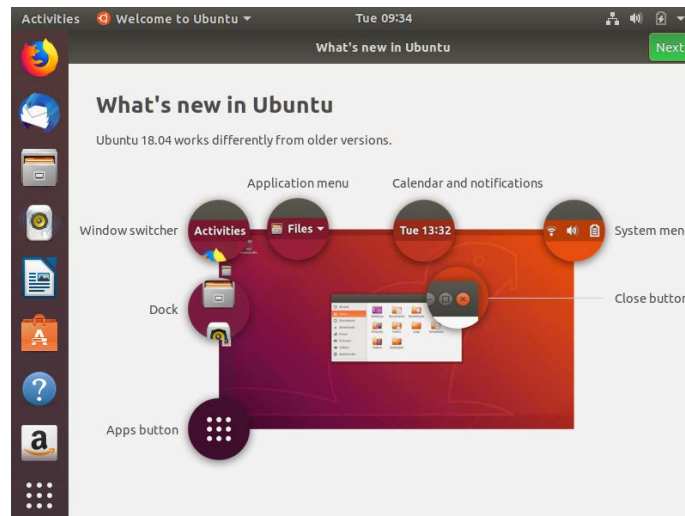 Activities Welcome to Ubuntu Tue 09:34
What's new in Ubuntu Next
What's new in Ubuntu
Ubuntu 18.04 works differently from older versions.
Application menu Calendar and notifications
Window switcher Activities Files Tue 13:32 System men
Dock Close button
Apps button